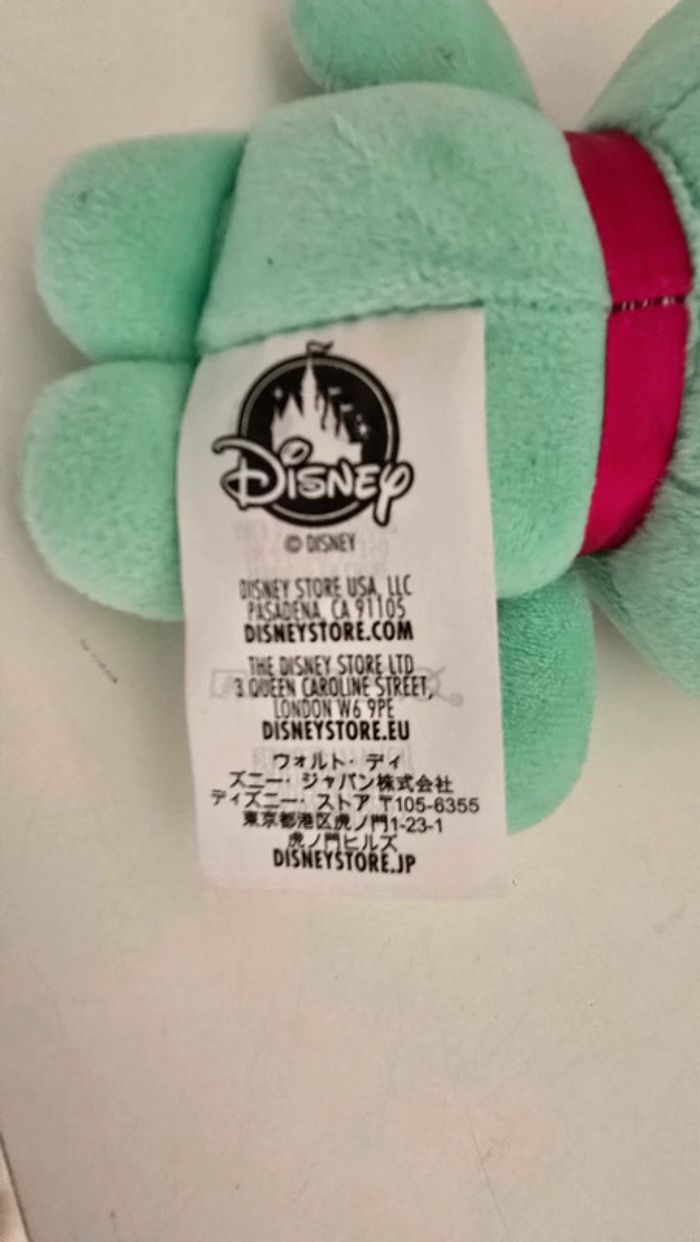 DISNEY
© DISNEY
DISNEY STORE USA, LLC
PASADENA, CA 91105
DISNEYSTORE.COM
THE DISNEY STORE LTD
3 QUEEN CAROLINE STREET,
LONDON W6 9PE
DISNEYSTORE.EU
ウォルト・ディ
ズニー・ジャパン株式会社
ディズニー・ストア 〒105-6355
東京都港区虎ノ門1-23-1
虎ノ門ヒルズ
DISNEYSTORE.JP